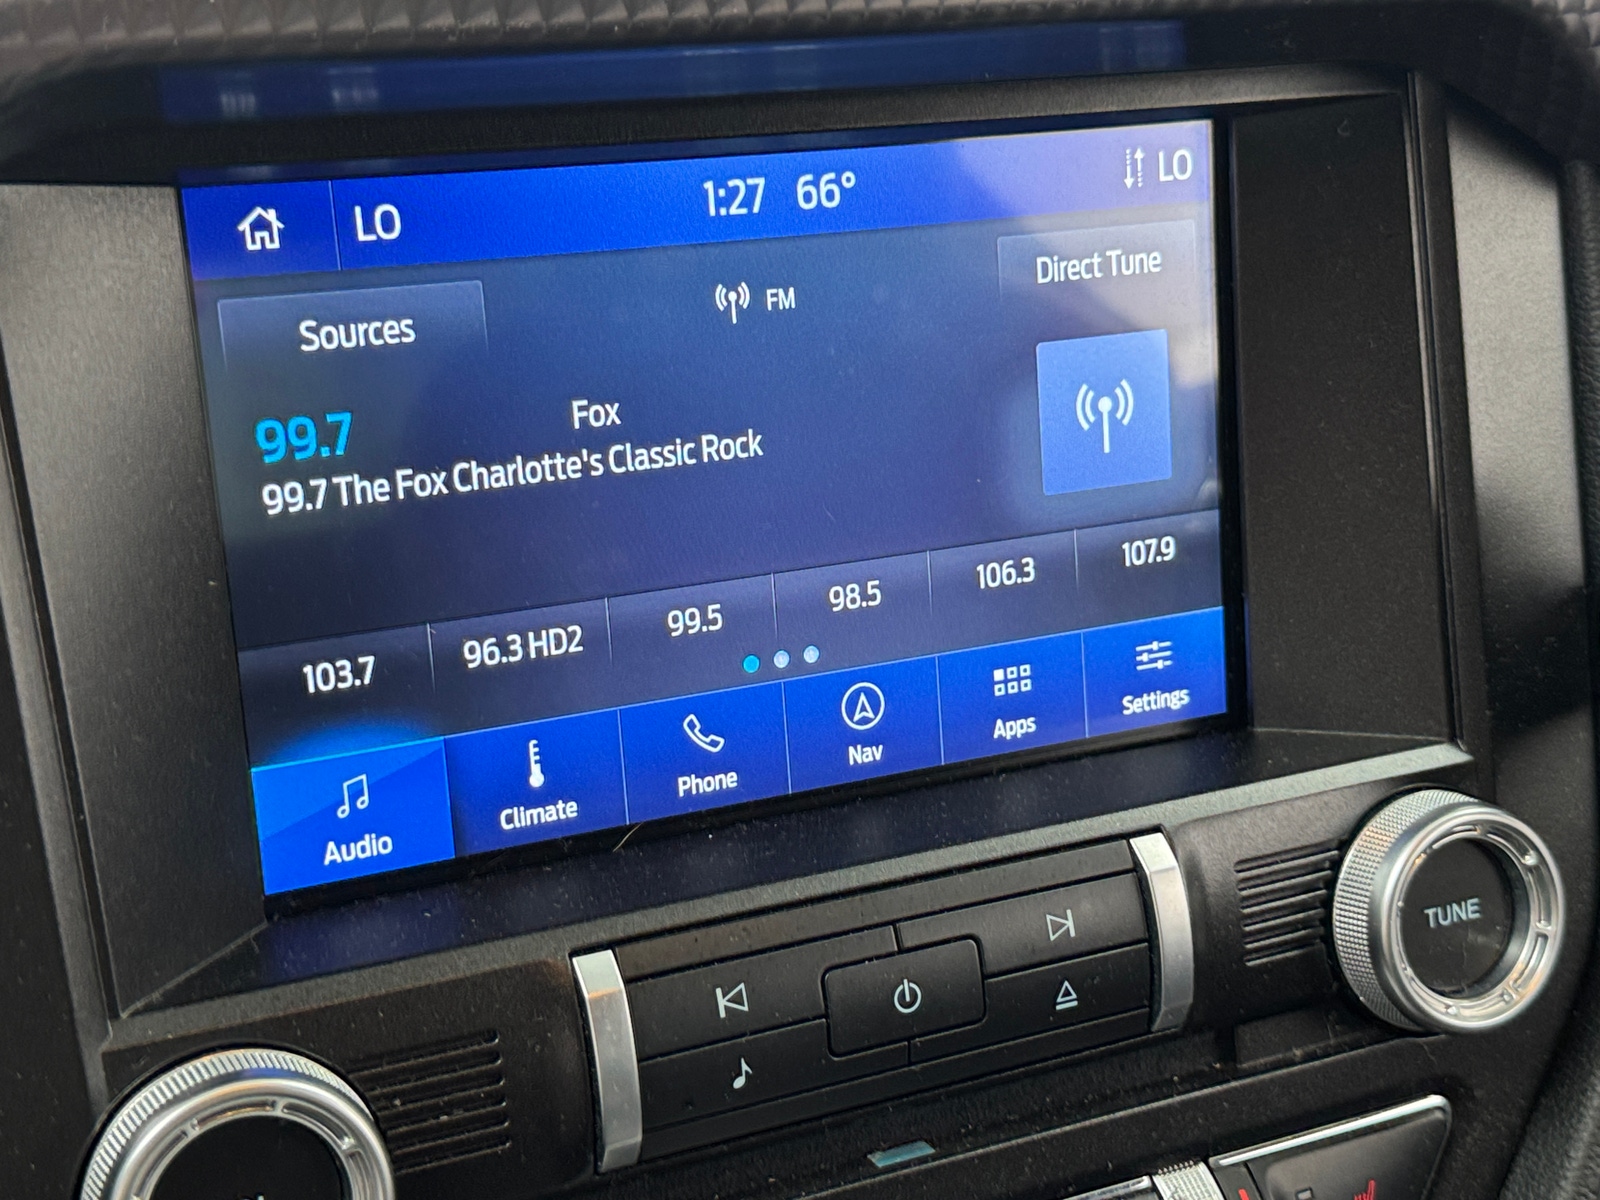 LO
1:27 66°
LO
Sources
FM
Direct Tune
99.7
Fox
99.7 The Fox Charlotte's Classic Rock
103.7
96.3 HD2
99.5
98.5
106.3
107.9
Audio
Climate
Phone
Nav
Apps
Settings
TUNE